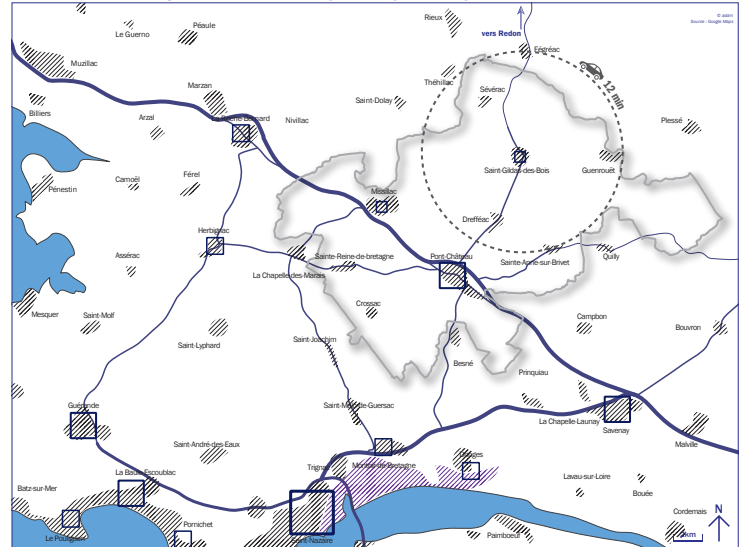 © adam
Source : Google Maps
Rieux
Péaule
Le Guerno
vers Redon
Fégréac
Muzillac
Théhillac
12 min
Marzan
Sévérac
Billiers
Saint-Dolay
Arzal
La Roche-Bernard
Nivillac
Plessé
Saint-Gildas-des-Bois
Guenrouët
Camoël
Férel
Pénestin
Missillac
Drefféac
Herbignac
Assérac
Sainte-Reine-de-bretagne
Pont-Château
Sainte-Anne-sur-Brivet
Quilly
La Chapelle-des-Marais
Crossac
Mesquer
Saint-Molf
Campbon
Bouvron
Saint-Lyphard
Saint-Joachim
Besné
Prinquiau
Guérande
Saint-Malo-de-Guersac
La Chapelle-Launay
Savenay
Saint-André-des-Eaux
Malville
Donges
Trignac
Montoir-de-Bretagne
La Baule-Escoublac
Lavau-sur-Loire
Batz-sur-Mer
Bouée
Cordemais
Pornichet
Le Pouliguen
Saint-Nazaire
Paimboeuf
N